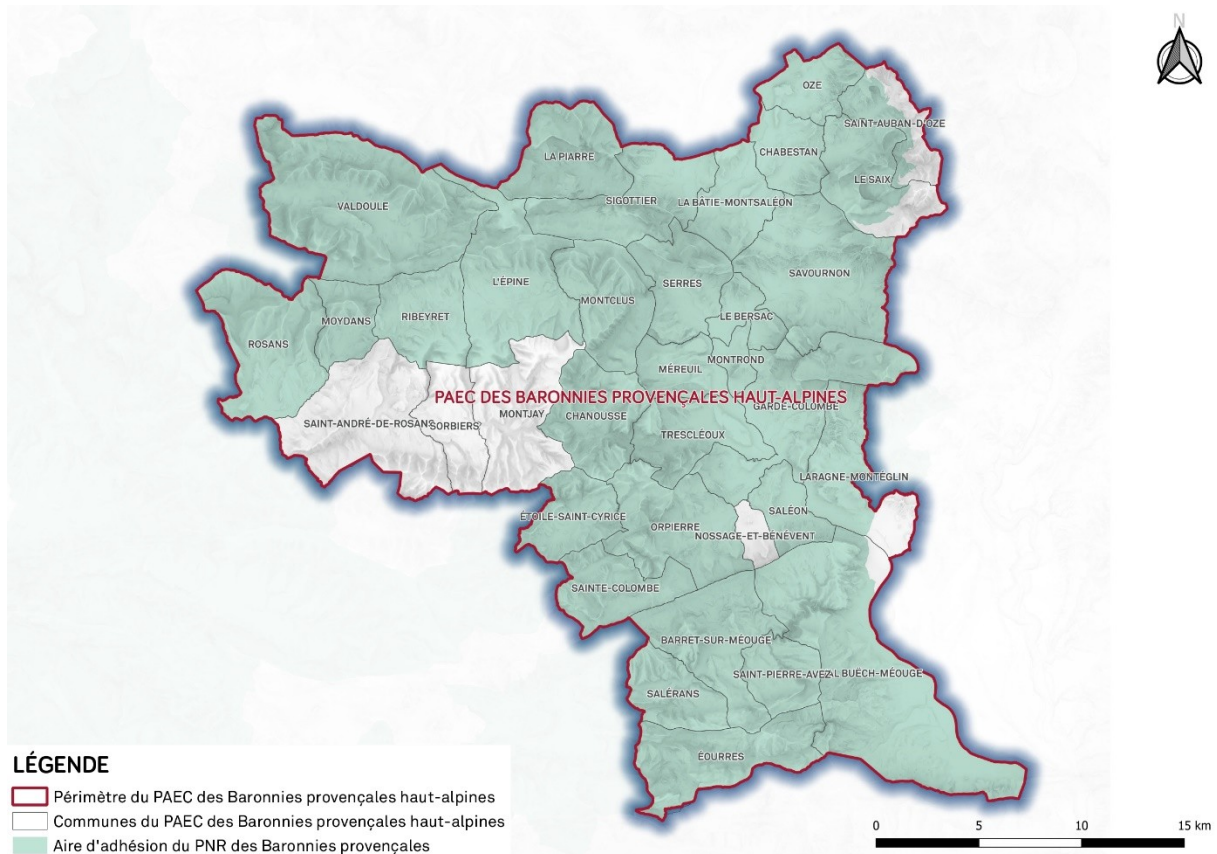 N
OZE
SAINT-AUBAN-D'OZE
CHABESTAN
LA PIARRE
LE SAIX
VALDOULE
SIGOTTIER
LA BÂTIE-MONTSALÉON
SAVOURNON
L'ÉPINE
SERRES
MONTCLUS
RIBEYRET
LE BERSAC
MOYDANS
ROSANS
MONTROND
MÉREUIL
PAEC DES BARONNIES PROVENÇALES HAUT-ALPINES
GARDE-COLOMBE
MONTJAY
CHANOUSSE
SAINT-ANDRÉ-DE-ROSANS
SORBIERS
TRESCLÉOUX
LARAGNE-MONTÉGLIN
SALÉON
ÉTOILE-SAINT-CYRICE
ORPIERRE
NOSSAGE-ET-BÉNÉVENT
SAINTE-COLOMBE
BARRET-SUR-MÉOUGE
SAINT-PIERRE-AVEZ
VAL BUËCH-MÉOUGE
SALÉRANS
ÉOURRES
LÉGENDE
Périmètre du PAEC des Baronnies provençales haut-alpines
Communes du PAEC des Baronnies provençales haut-alpines
Aire d'adhésion du PNR des Baronnies provençales
0 5 10 15 km